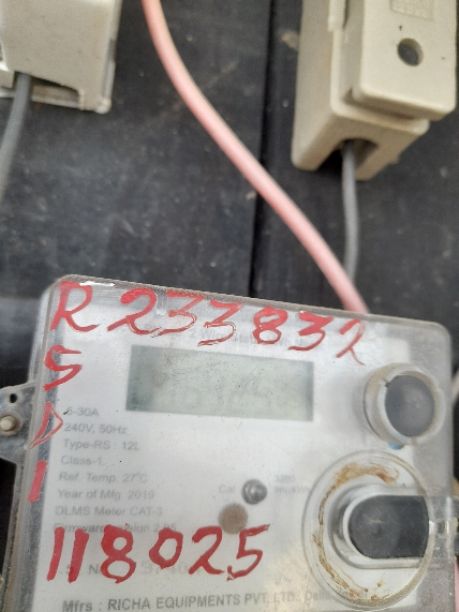 R233832
S
D
1
5-30A
240V, 50Hz
Type-RS : 12L
Class-1
Ref. Temp. 27°C
Year of Mfg. 2019
DLMS Meter CAT-3
Cal
118025
Mfrs : RICHA EQUIPMENTS PVT. LTD.